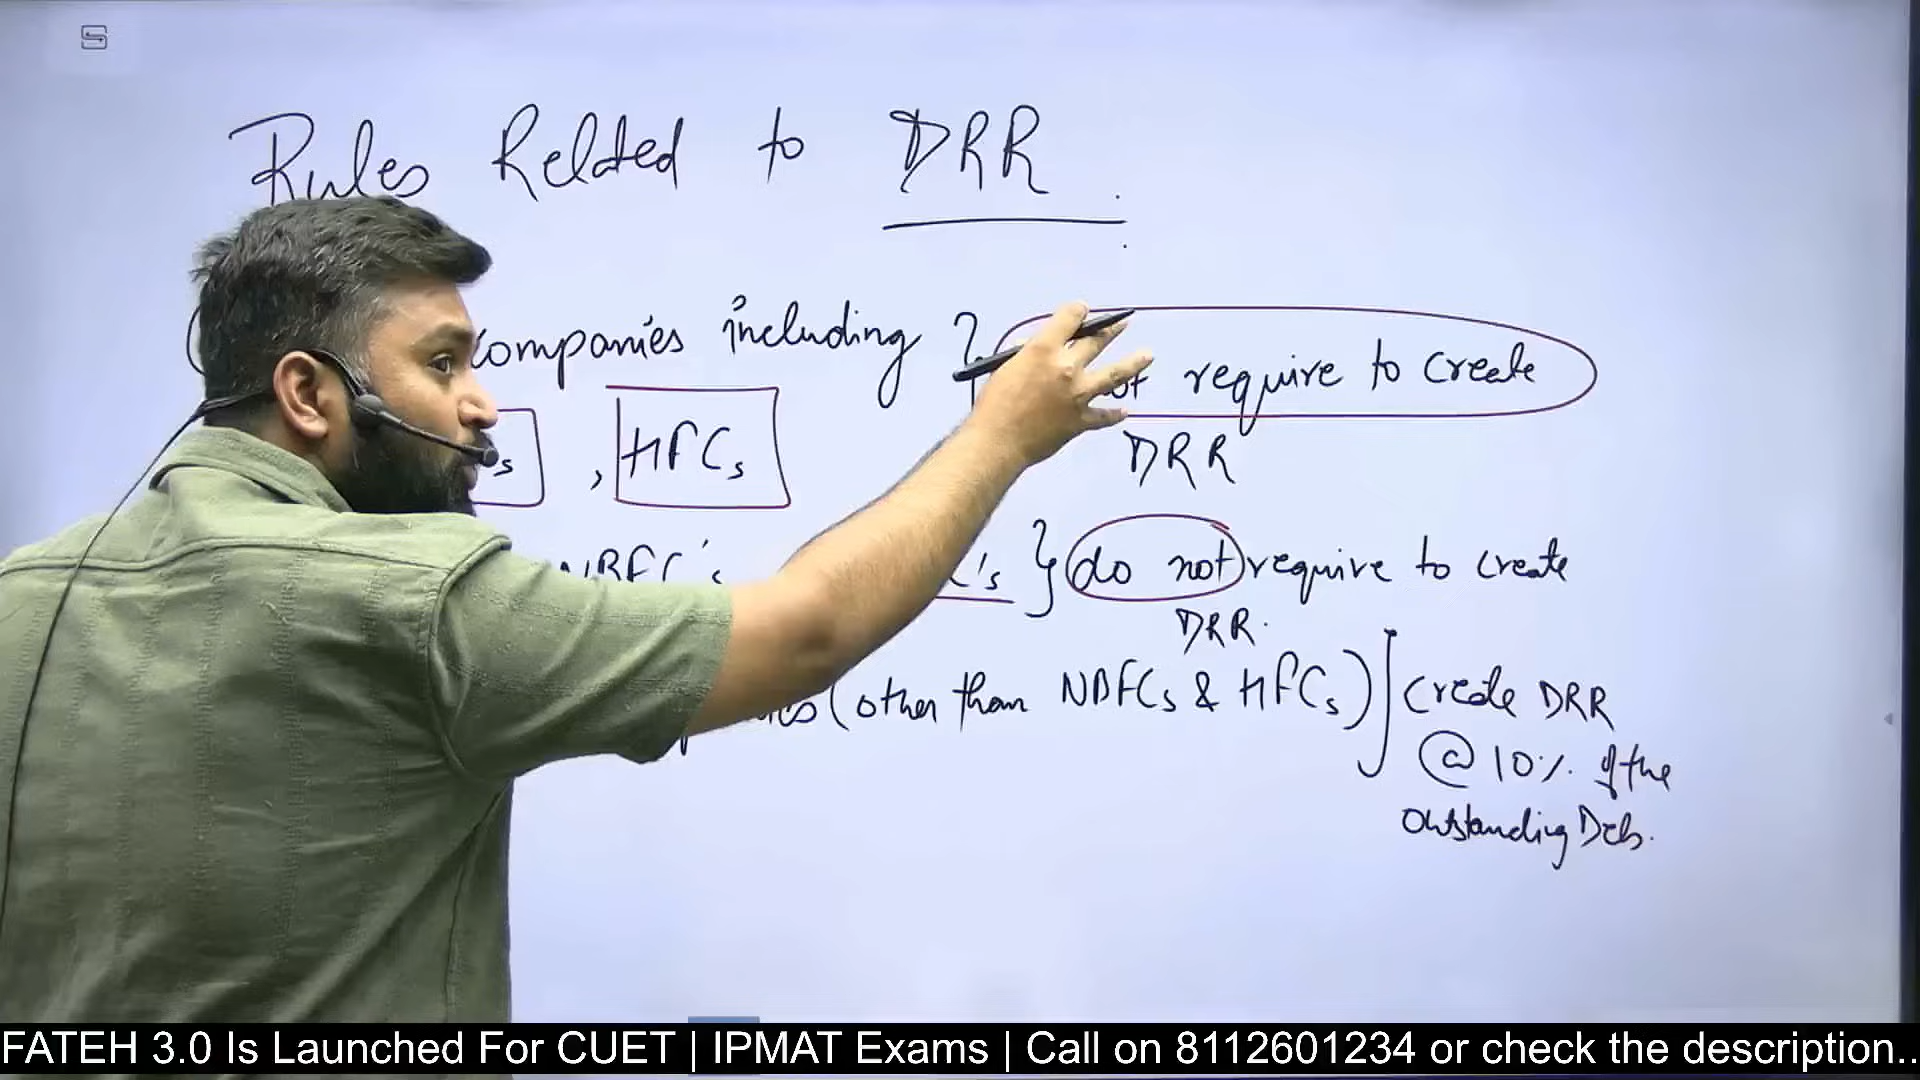 Rules Related to DRR
companies including } require to create
s , HFCs DRR
NBFC's 's } do not require to create
DRR.
(other than NBFCs & HFCs) Create DRR
@ 10% of the
Outstanding Deb.
FATEH 3.0 Is Launched For CUET | IPMAT Exams | Call on 8112601234 or check the description..